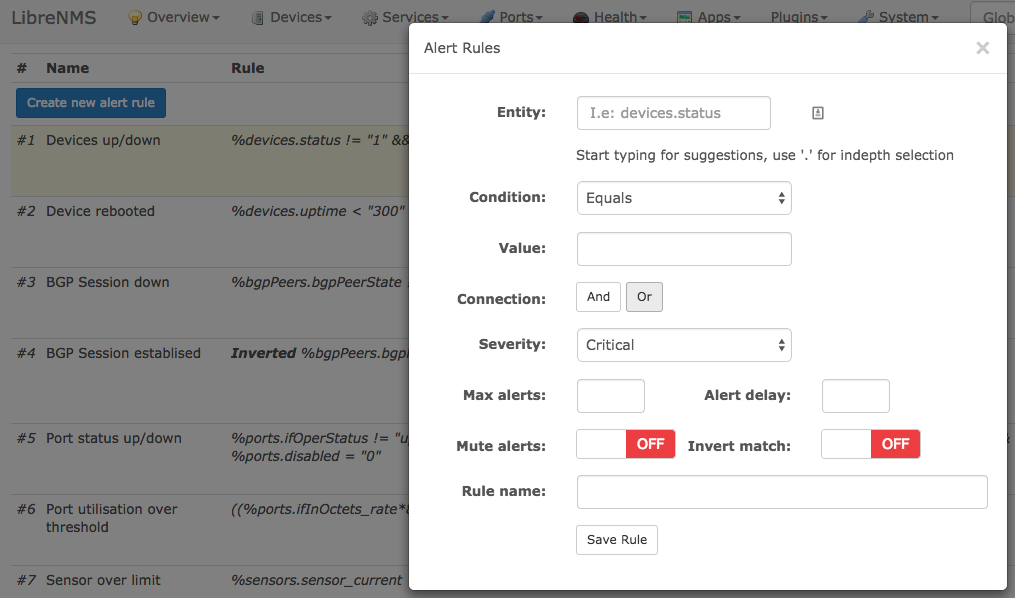 LibreNMS Overview Devices Services Ports Health Apps Plugins System Glob
# Name Rule
Create new alert rule
#1 Devices up/down %devices.status != "1" &&
#2 Device rebooted %devices.uptime < "300"
#3 BGP Session down %bgpPeers.bgpPeerState
#4 BGP Session establised Inverted %bgpPeers.bgpl
#5 Port status up/down %ports.ifOperStatus != "u
%ports.disabled = "0"
#6 Port utilisation over ((%ports.ifInOctets_rate*
threshold
#7 Sensor over limit %sensors.sensor_current
Alert Rules ×
Entity: I.e: devices.status
Start typing for suggestions, use '.' for indepth selection
Condition: Equals
Value:
Connection: And Or
Severity: Critical
Max alerts: Alert delay:
Mute alerts: OFF Invert match: OFF
Rule name:
Save Rule